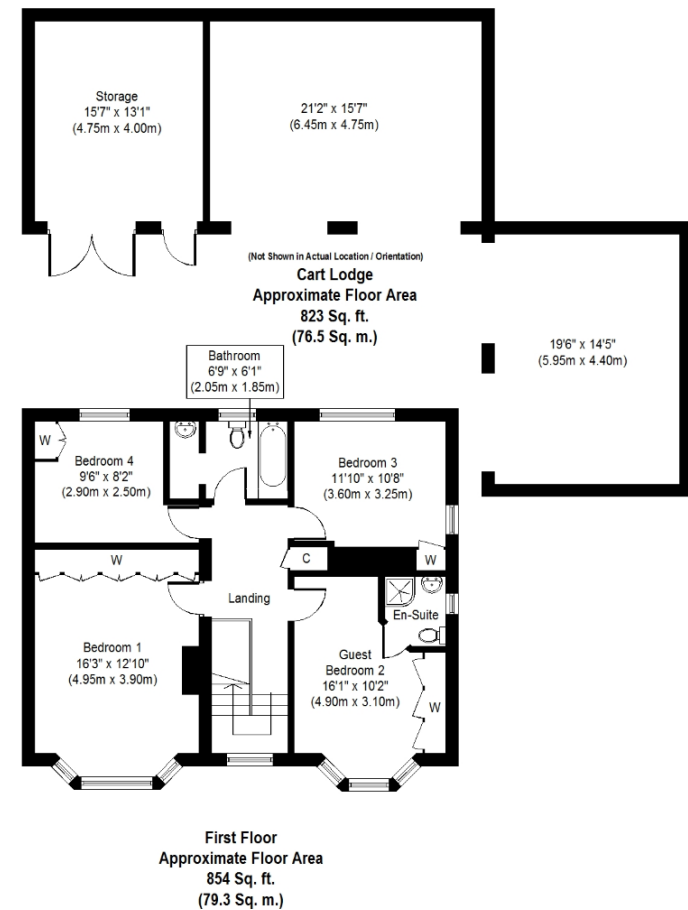 Storage
15'7" x 13'1"
(4.75m x 4.00m)
21'2" x 15'7"
(6.45m x 4.75m)
(Not Shown in Actual Location / Orientation)
Cart Lodge
Approximate Floor Area
823 Sq. ft.
(76.5 Sq. m.)
19'6" x 14'5"
(5.95m x 4.40m)
Bathroom
6'9" x 6'1"
(2.05m x 1.85m)
W
Bedroom 4
9'6" x 8'2"
(2.90m x 2.50m)
Bedroom 3
11'10" x 10'8"
(3.60m x 3.25m)
W
C
W
Landing
En-Suite
Bedroom 1
16'3" x 12'10"
(4.95m x 3.90m)
Guest
Bedroom 2
16'1" x 10'2"
(4.90m x 3.10m)
W
First Floor
Approximate Floor Area
854 Sq. ft.
(79.3 Sq. m.)